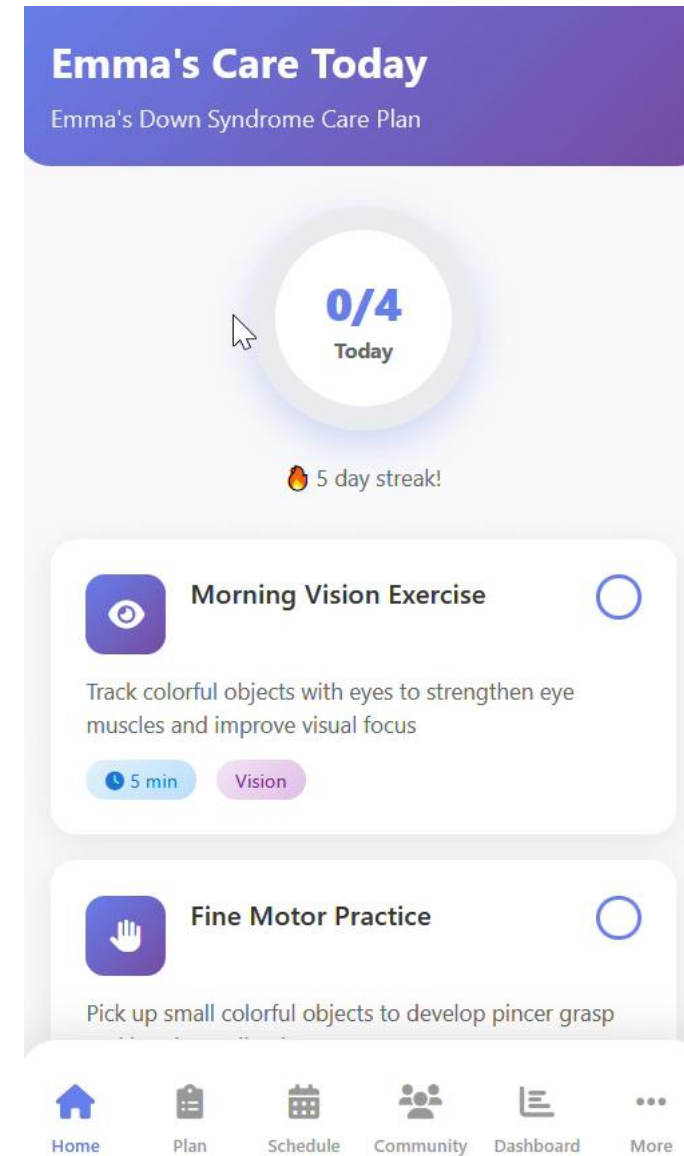 Emma's Care Today
Emma's Down Syndrome Care Plan
0/4
Today
🔥 5 day streak!
Morning Vision Exercise
Track colorful objects with eyes to strengthen eye
muscles and improve visual focus
5 min
Vision
Fine Motor Practice
Pick up small colorful objects to develop pincer grasp
Home
Plan
Schedule
Community
Dashboard
More